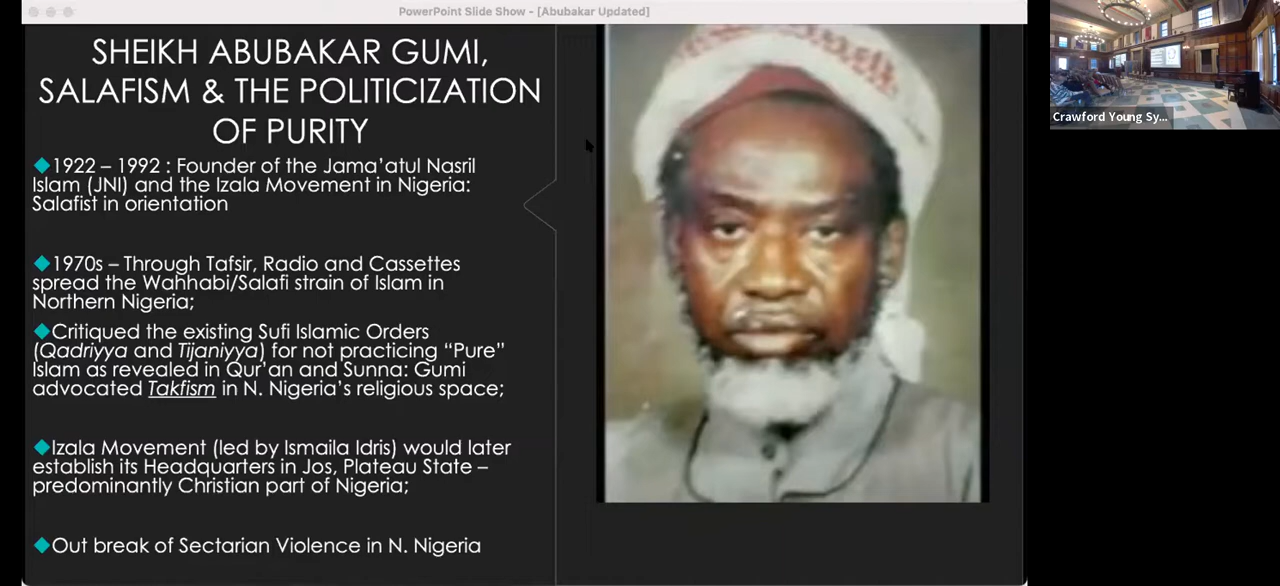 PowerPoint Slide Show - [Abubakar Updated]
SHEIKH ABUBAKAR GUMI,
SALAFISM & THE POLITICIZATION
OF PURITY
1922 – 1992 : Founder of the Jama’atul Nasril
Islam (JNI) and the Izala Movement in Nigeria:
Salafist in orientation
1970s – Through Tafsir, Radio and Cassettes
spread the Wahhabi/Salafi strain of Islam in
Northern Nigeria;
Critiqued the existing Sufi Islamic Orders
(Qadriyya and Tijaniyya) for not practicing “Pure”
Islam as revealed in Qur’an and Sunna: Gumi
advocated Takfism in N. Nigeria’s religious space;
Izala Movement (led by Ismaila Idris) would later
establish its Headquarters in Jos, Plateau State –
predominantly Christian part of Nigeria;
Out break of Sectarian Violence in N. Nigeria
Crawford Young Sy...